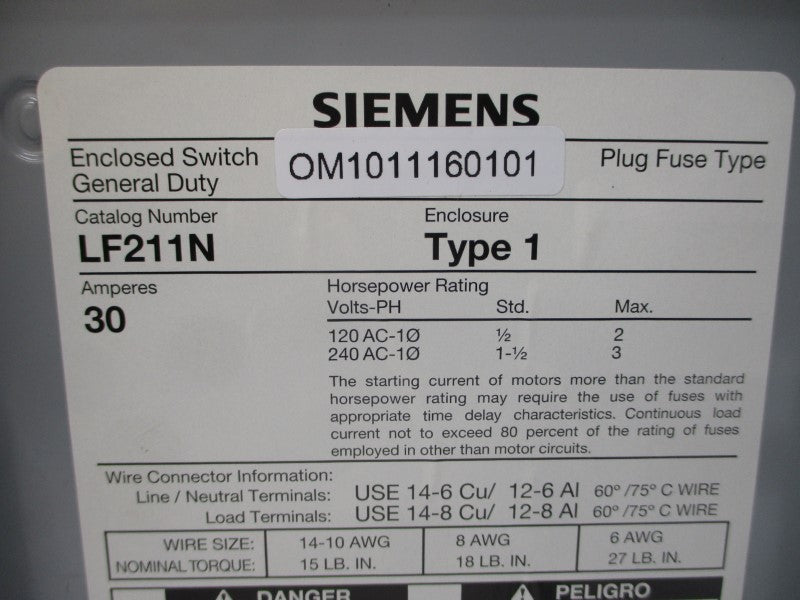 SIEMENS
Enclosed Switch
General Duty
OM1011160101
Plug Fuse Type
Catalog Number
LF211N
Enclosure
Type 1
Amperes
30
Horsepower Rating
Volts-PH Std. Max.
120 AC-1Ø ½ 2
240 AC-1Ø 1-½ 3
The starting current of motors more than the standard
horsepower rating may require the use of fuses with
appropriate time delay characteristics. Continuous load
current not to exceed 80 percent of the rating of fuses
employed in other than motor circuits.
Wire Connector Information:
Line / Neutral Terminals: USE 14-6 Cu/ 12-6 Al 60º /75º C WIRE
Load Terminals: USE 14-8 Cu/ 12-8 Al 60º /75º C WIRE
WIRE SIZE: 14-10 AWG 8 AWG 6 AWG
NOMINAL TORQUE: 15 LB. IN. 18 LB. IN. 27 LB. IN.
DANGER PELIGRO